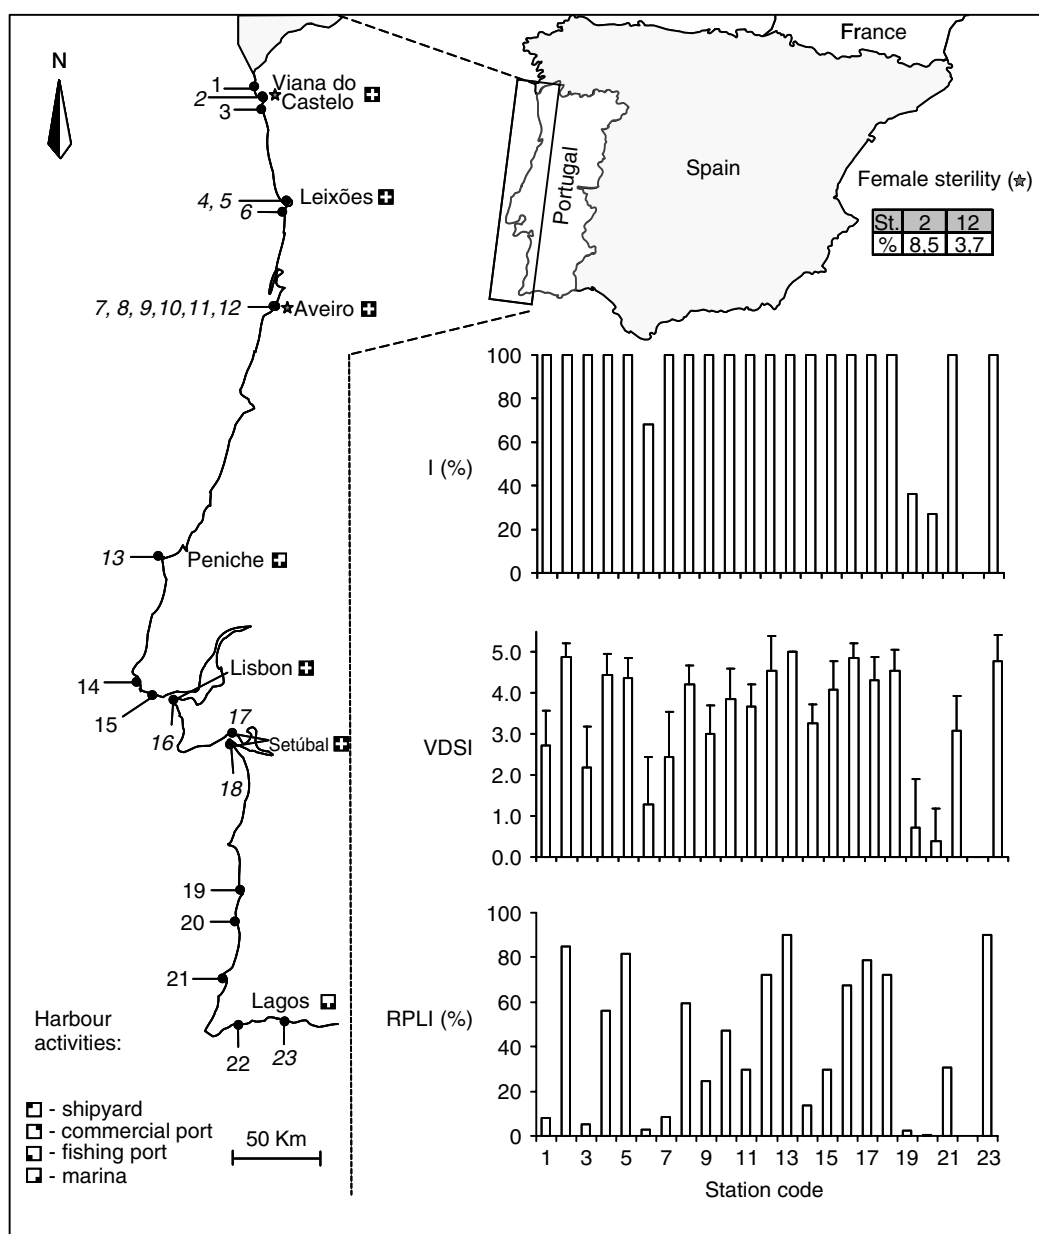 N
France
1
Viana do
2
Castelo
3
Spain
Portugal
Female sterility (☆)
St. 2 12
% 8,5 3,7
4, 5
Leixões
6
7, 8, 9,10,11,12
Aveiro
100
80
60
40
20
0
I (%)
13
Peniche
Lisbon
14
15
16
17
Setúbal
18
5.0
4.0
3.0
2.0
1.0
0.0
VDSI
19
20
21
Lagos
22
23
100
80
60
40
20
0
RPLI (%)
1 3 5 7 9 11 13 15 17 19 21 23
Station code
Harbour
activities:
- shipyard
- commercial port
- fishing port
- marina
50 Km